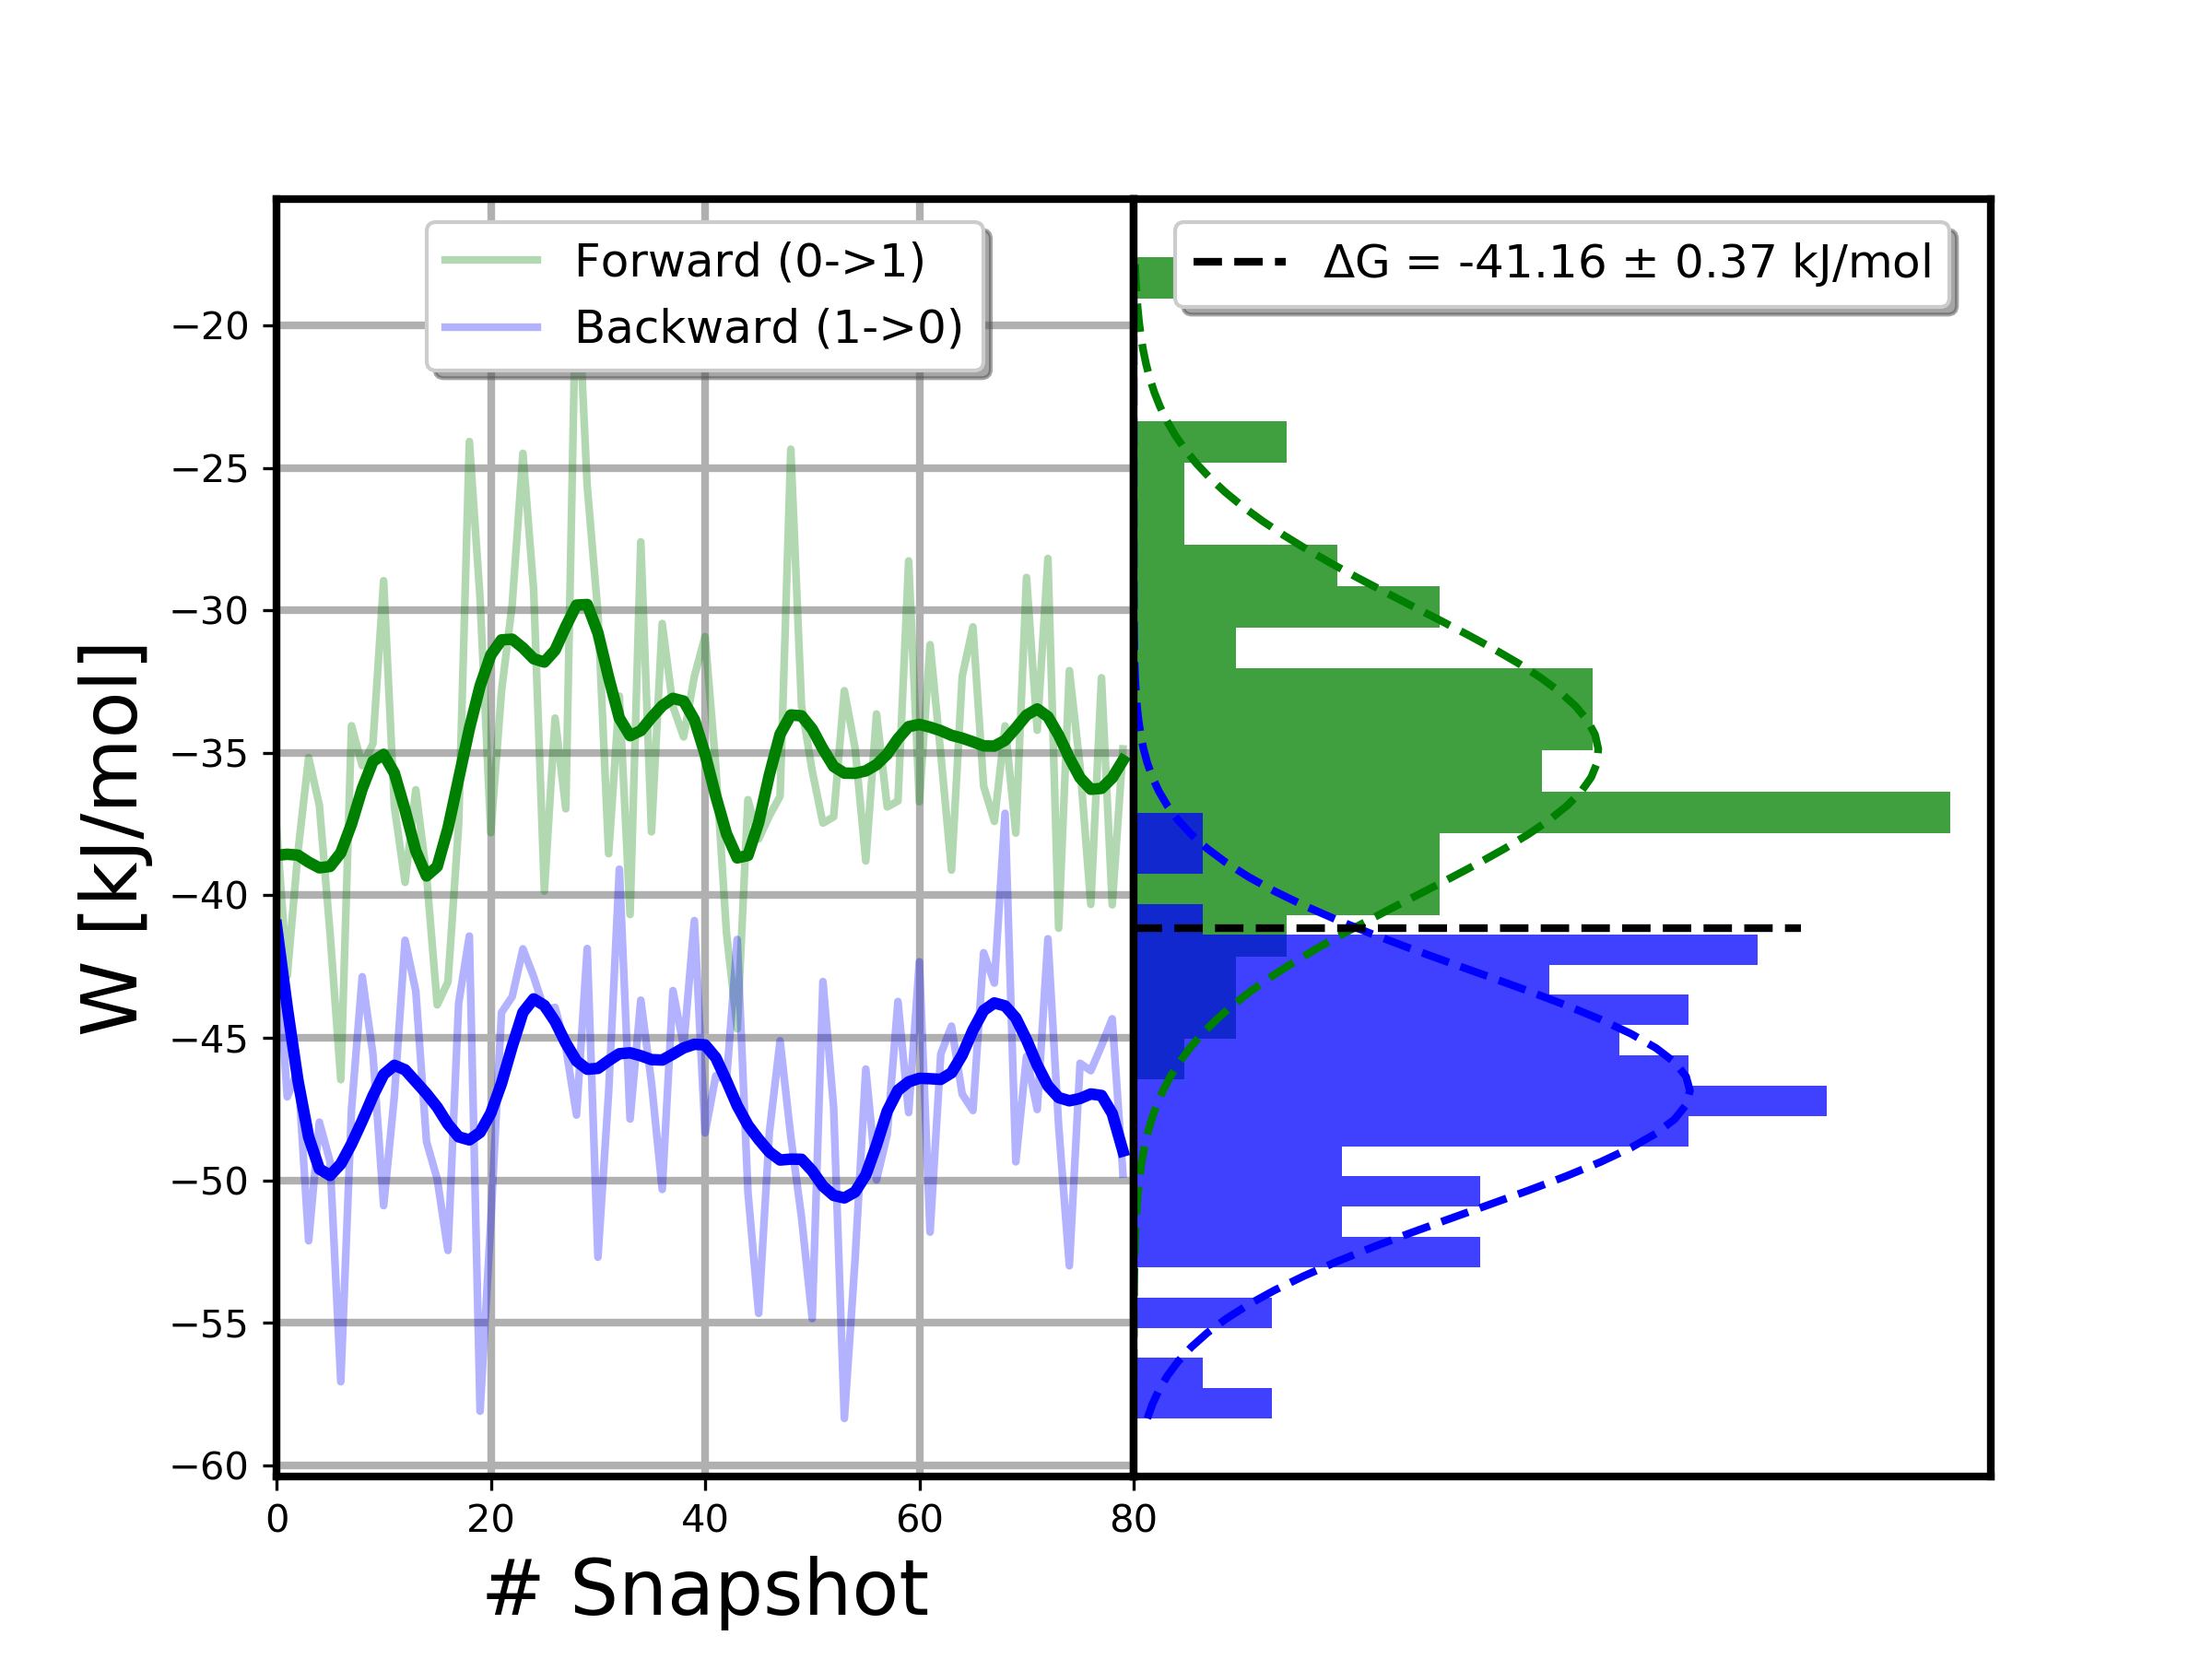 Forward (0->1)
Backward (1->0)
ΔG = -41.16 ± 0.37 kJ/mol
W [kJ/mol]
−20
−25
−30
−35
−40
−45
−50
−55
−60
0
20
40
60
80
# Snapshot